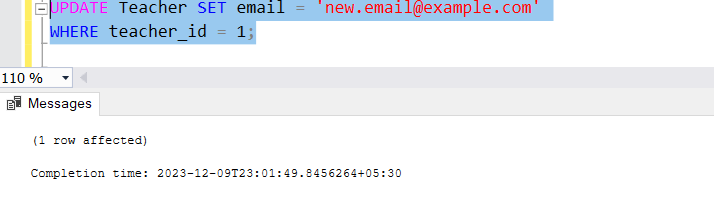 UPDATE Teacher SET email = 'new.email@example.com'
WHERE teacher_id = 1;
110 %
Messages
(1 row affected)
Completion time: 2023-12-09T23:01:49.8456264+05:30